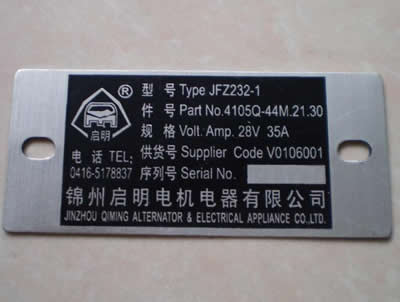 型 号 Type JFZ232-1
件 号 Part No.4105Q-44M.21.30
规 格 Volt. Amp. 28V 35A
供货号 Supplier Code V0106001
序列号 Serial No.
®
启明
电 话 TEL:
0416-5178837
锦州启明电机电器有限公司
JINZHOU QIMING ALTERNATOR & ELECTRICAL APPLIANCE CO.,LTD.